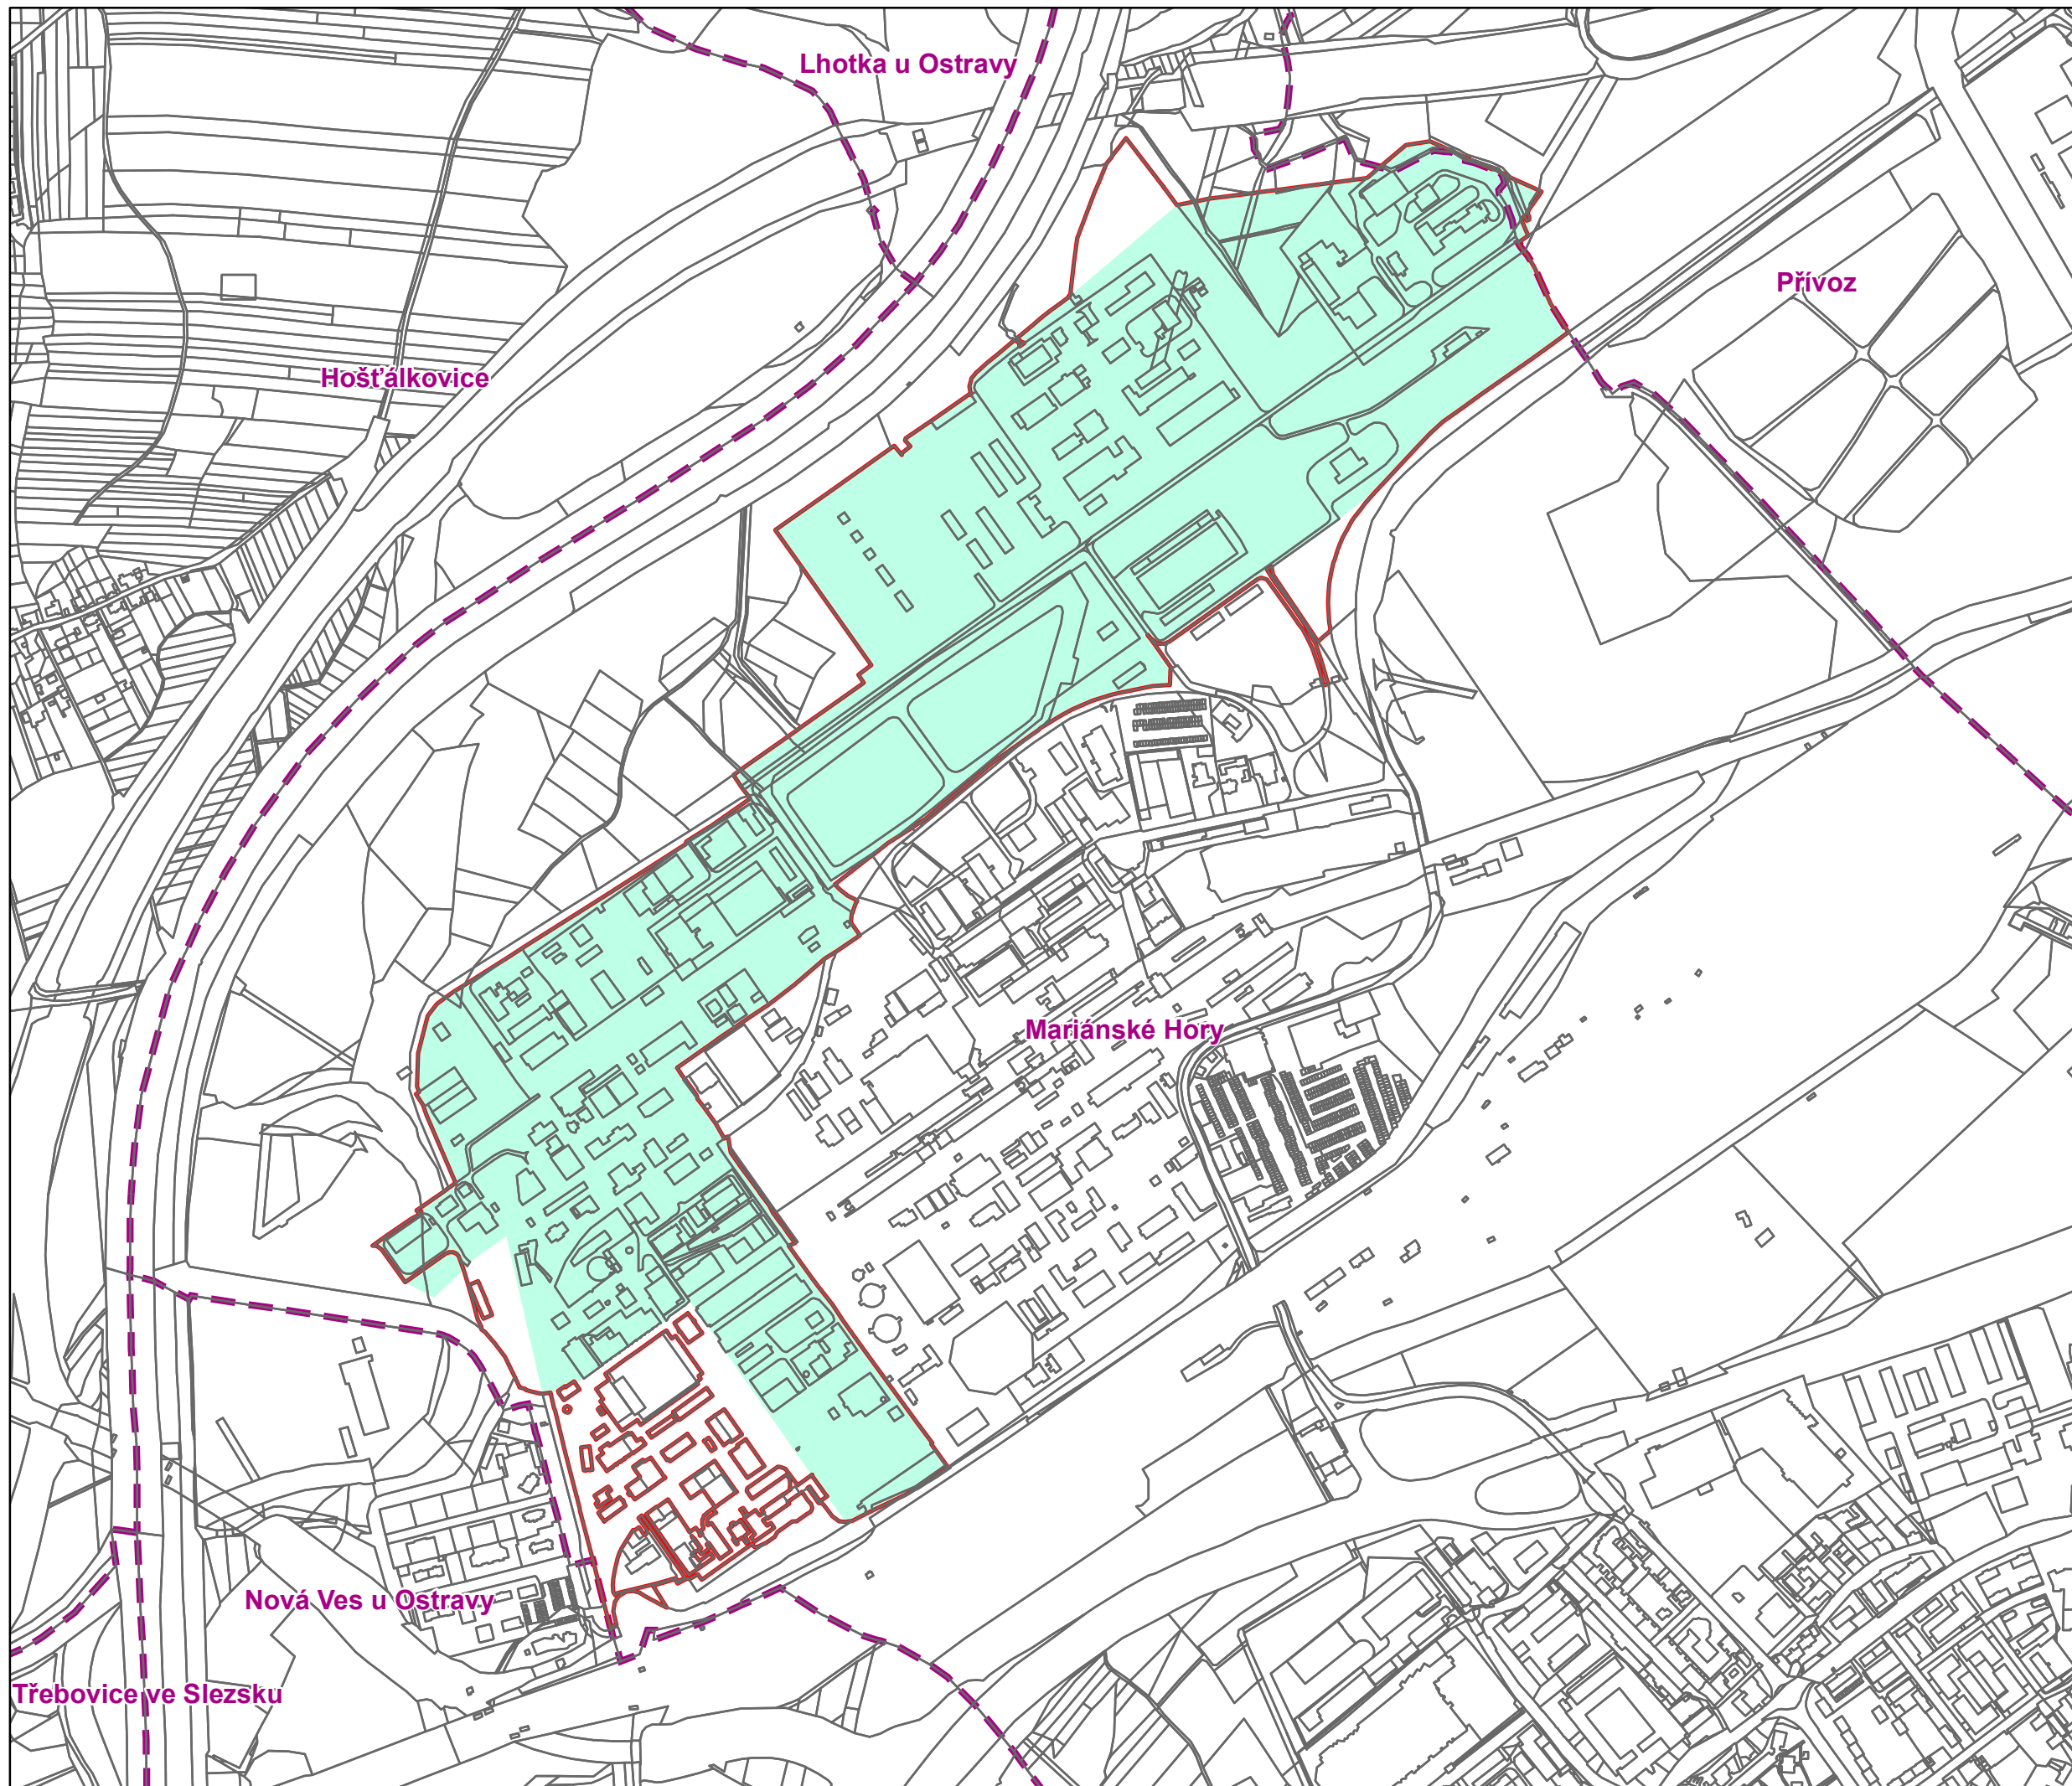 Lhotka u Ostravy
Přívoz
Hošťálkovice
Mariánské Hory
Nová Ves u Ostravy
Třebovice ve Slezsku